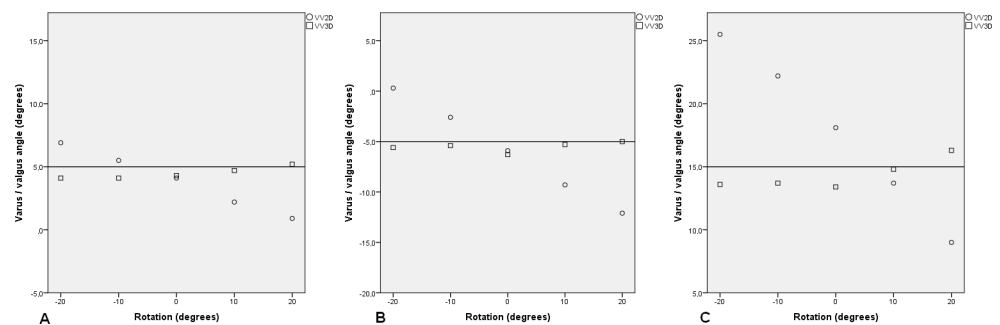 VV2D
VV3D
Varus / valgus angle (degrees)
15,0
10,0
5,0
,0
5,0
-20
-10
0
10
20
Rotation (degrees)
A
VV2D
VV3D
Varus / valgus angle (degrees)
5,0
,0
-5,0
-10,0
-15,0
-20,0
-20
-10
0
10
20
Rotation (degrees)
B
VV2D
VV3D
Varus / valgus angle (degrees)
25,0
20,0
15,0
10,0
5,0
-20
-10
0
10
20
Rotation (degrees)
C